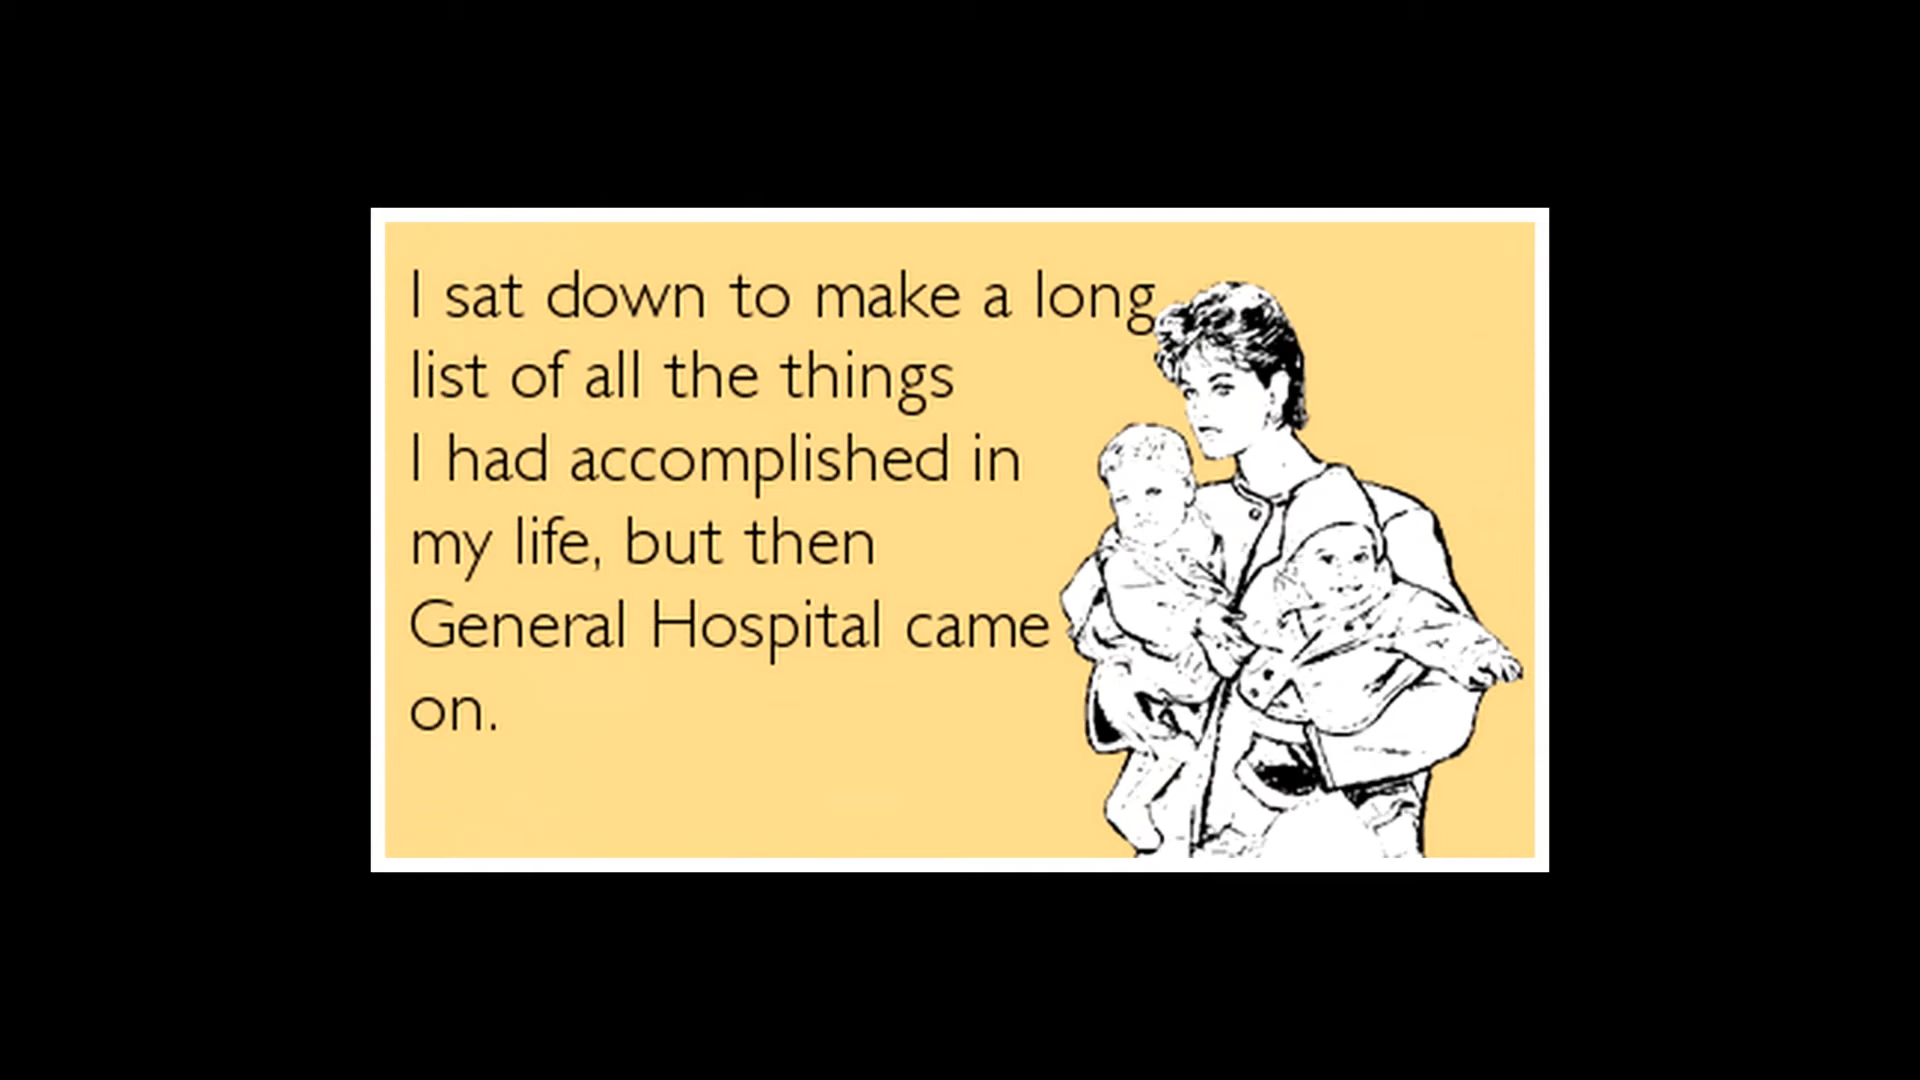 I sat down to make a long
list of all the things
I had accomplished in
my life, but then
General Hospital came
on.